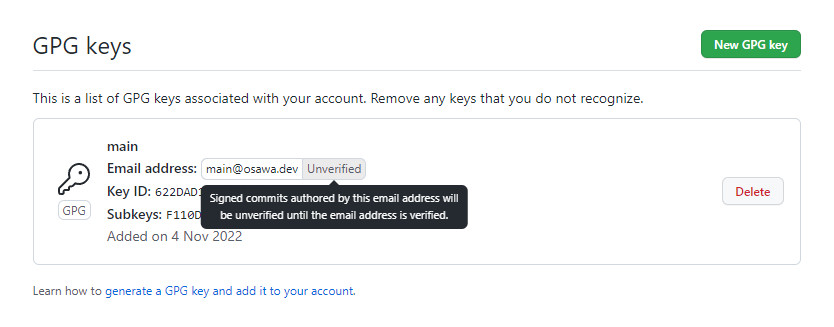 GPG keys
New GPG key
This is a list of GPG keys associated with your account. Remove any keys that you do not recognize.
main
Email address: main@osawa.dev Unverified
Key ID: 622DAD
Signed commits authored by this email address will
be unverified until the email address is verified.
Subkeys: F110D
GPG
Added on 4 Nov 2022
Delete
Learn how to generate a GPG key and add it to your account.